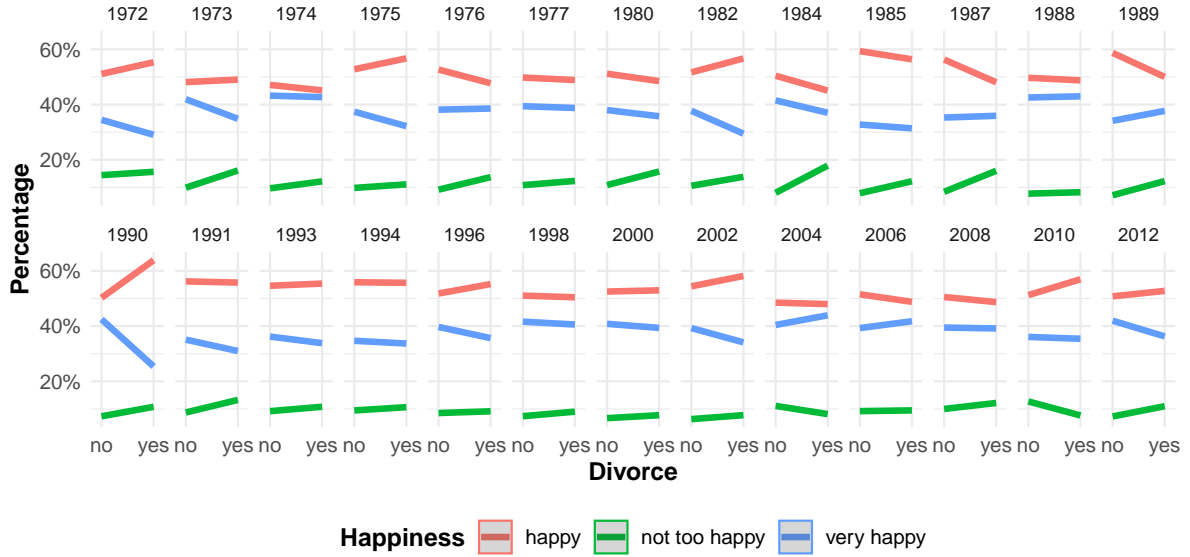 1972 1973 1974 1975 1976 1977 1980 1982 1984 1985 1987 1988 1989
60%
40%
20%
Percentage
1990 1991 1993 1994 1996 1998 2000 2002 2004 2006 2008 2010 2012
60%
40%
20%
no yes no yes no yes no yes no yes no yes no yes no yes no yes no yes no yes no yes no yes
Divorce
Happiness happy not too happy very happy